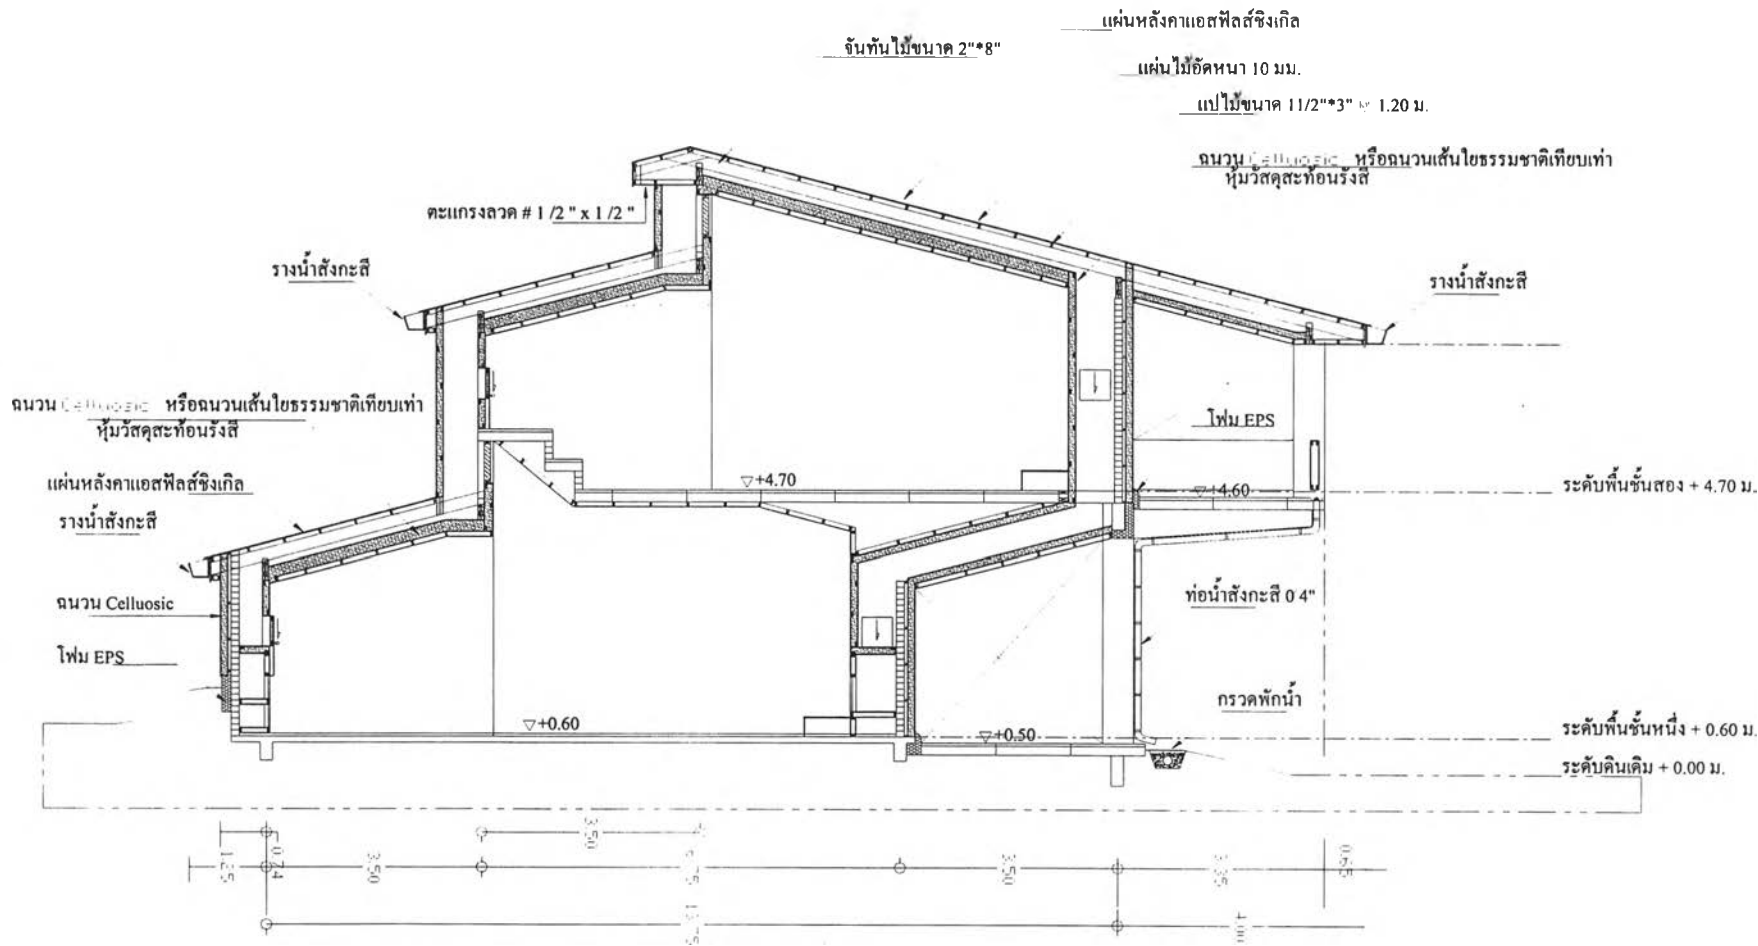 แผ่นหลังคาแอสฟัลส์ชิงเกิล
จันทันไม้ขนาด 2"*8"
แผ่นไม้อัดหนา 10 มม.
แปไม้ขนาด 11/2"*3" 1.20 ม.
ฉนวน Celluosic หรือฉนวนเส้นใยธรรมชาติเทียบเท่า
หุ้มวัสดุสะท้อนรังสี
ตะแกรงลวด # 1 /2 " x 1 /2 "
รางน้ำสังกะสี
รางน้ำสังกะสี
ฉนวน Celluosic หรือฉนวนเส้นใยธรรมชาติเทียบเท่า
หุ้มวัสดุสะท้อนรังสี
โฟม EPS
แผ่นหลังคาแอสฟัลส์ชิงเกิล
+4.70
+4.60
ระดับพื้นชั้นสอง + 4.70 ม.
รางน้ำสังกะสี
ฉนวน Celluosic
ท่อน้ำสังกะสี 0 4"
โฟม EPS
กรวดพักน้ำ
+0.60
+0.50
ระดับพื้นชั้นหนึ่ง + 0.60 ม.
ระดับดินเดิม + 0.00 ม.
3.50
0.24
1.25
3.50
3.50
3.35
0.65
4.00